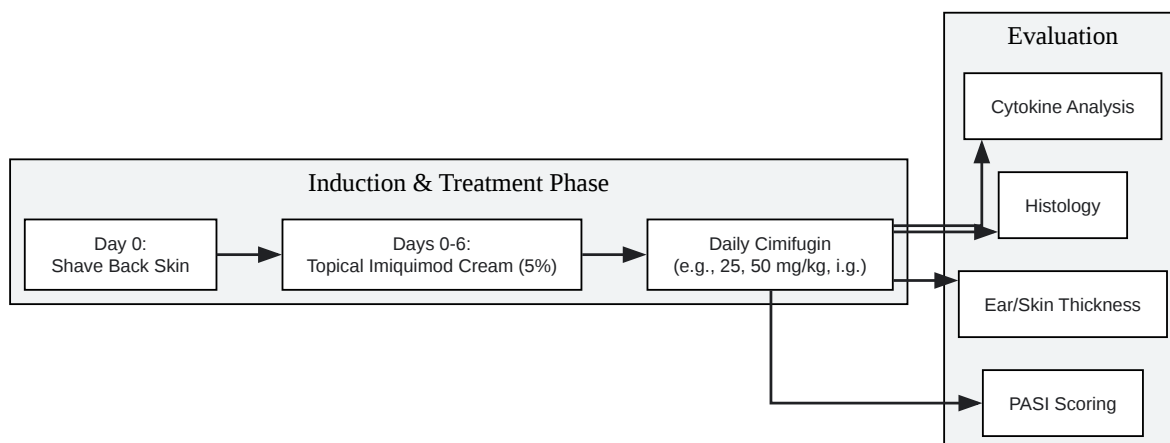 Induction & Treatment Phase
Day 0:
Shave Back Skin
Days 0-6:
Topical Imiquimod Cream (5%)
Daily Cimifugin
(e.g., 25, 50 mg/kg, i.g.)
Evaluation
Cytokine Analysis
Histology
Ear/Skin Thickness
PASI Scoring